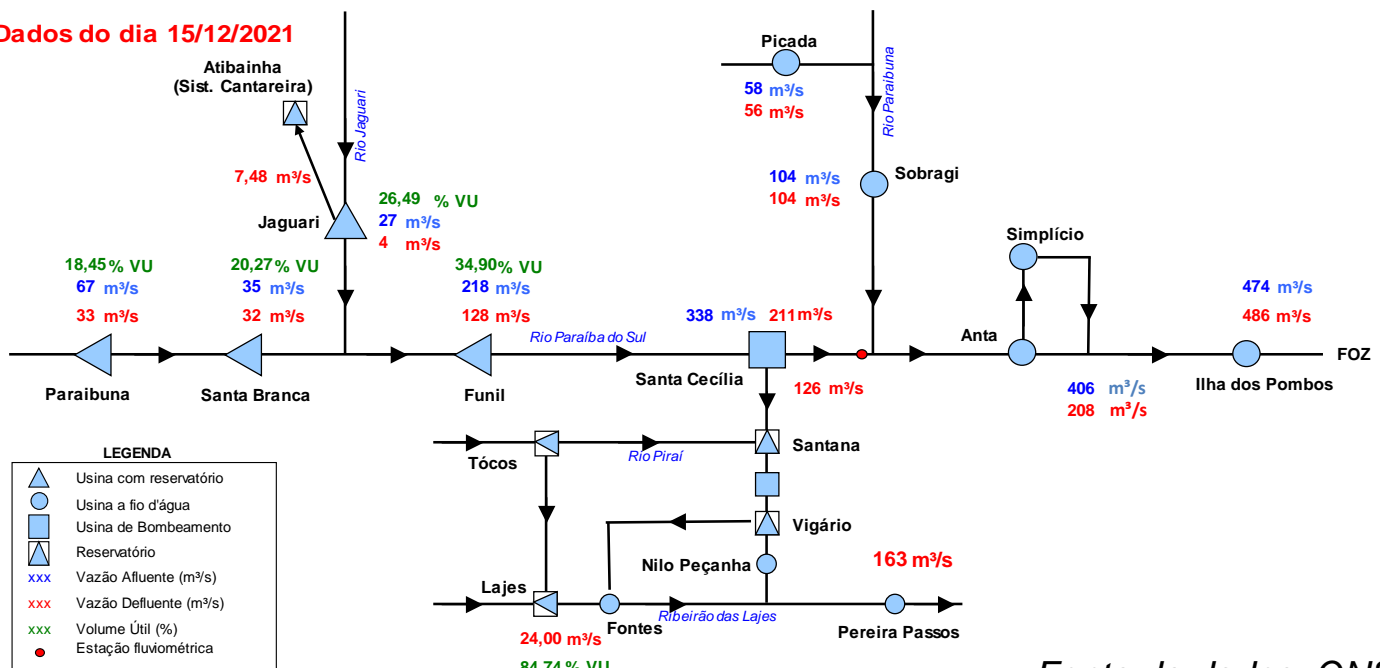 Dados do dia 15/12/2021
Picada
58 m³/s
56 m³/s
Rio Paraibuna
Atibainha
(Sist. Cantareira)
Rio Jaguari
7,48 m³/s
104 m³/s
104 m³/s
Sobragi
26,49 % VU
27 m³/s
4 m³/s
Jaguari
Simplício
18,45% VU
67 m³/s
33 m³/s
20,27% VU
35 m³/s
32 m³/s
34,90% VU
218 m³/s
128 m³/s
Rio Paraíba do Sul
338 m³/s 211m³/s
474 m³/s
486 m³/s
Anta
FOZ
Paraibuna
Santa Branca
Funil
Santa Cecília
126 m³/s
406 m³/s
208 m³/s
Ilha dos Pombos
Tócos
Rio Piraí
Santana
Vigário
Nilo Peçanha
163 m³/s
Lajes
Fontes
Ribeirão das Lajes
Pereira Passos
24,00 m³/s
84,74 % VU
LEGENDA
Usina com reservatório
Usina a fio d'água
Usina de Bombeamento
Reservatório
xxx Vazão Afluente (m³/s)
xxx Vazão Defluente (m³/s)
xxx Volume Útil (%)
Estação fluviométrica